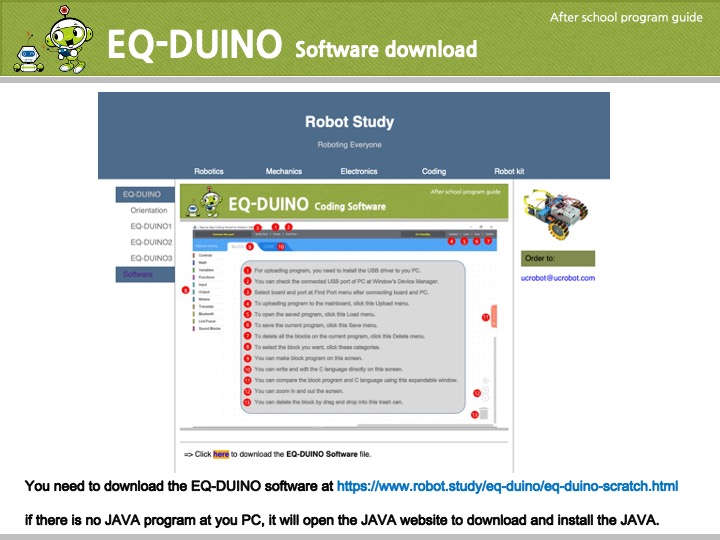 After school program guide
EQ-DUINO Software download
Robot Study
Roboting Everyone
Robotics Mechanics Electronics Coding Robot kit
EQ-DUINO
Orientation
EQ-DUINO1
EQ-DUINO2
EQ-DUINO3
Software
After school program guide
EQ-DUINO Coding Software
Controls
Math
Variables
Functions
Input
Output
Motors
Translate
Bluetooth
LineTracer
Sound Blocks
1 For uploading program, you need to install the USB driver to you PC.
2 You can check the connected USB port of PC at Window's Device Manager.
3 Select board and port at Find Port menu after connecting board and PC.
4 To uploading program to the mainboard, click this Upload menu.
5 To open the saved program, click this Load menu.
6 To save the current program, click this Save menu.
7 To delete all the blocks on the current program, click this Delete menu.
8 To select the block you want, click these categories.
9 You can make block program on this screen.
10 You can write and edit the C language directly on this screen.
11 You can compare the block program and C language using the expandable window.
12 You can zoom in and out the screen.
13 You can delete the block by drag and drop into this trash can.
Order to:
ucrobot@ucrobot.com
=> Click here to download the EQ-DUINO Software file.
You need to download the EQ-DUINO software at https://www.robot.study/eq-duino/eq-duino-scratch.html
if there is no JAVA program at you PC, it will open the JAVA website to download and install the JAVA.